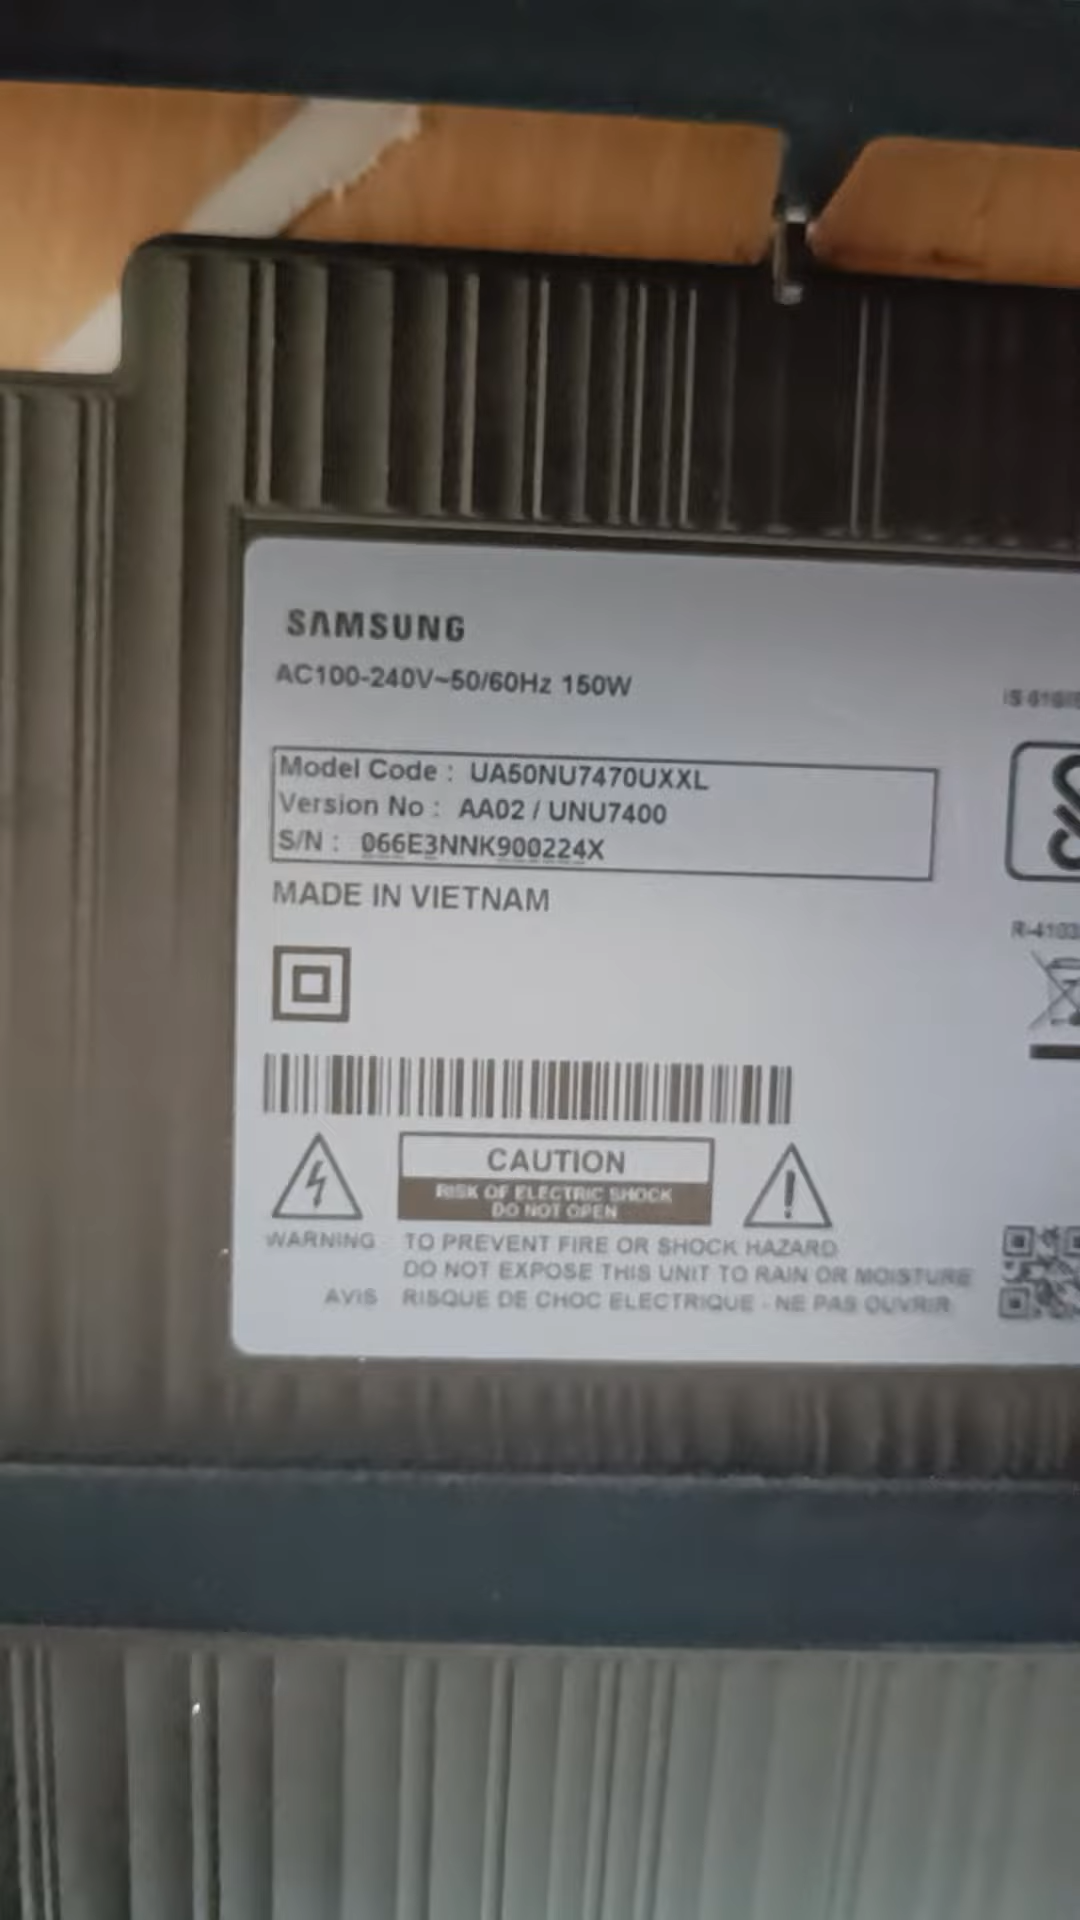 SAMSUNG
AC100-240V~50/60Hz 150W
Model Code : UA50NU7470UXXL
Version No : AA02 / UNU7400
S/N : 066E3NNK900224X
MADE IN VIETNAM
CAUTION
RISK OF ELECTRIC SHOCK
DO NOT OPEN
WARNING TO PREVENT FIRE OR SHOCK HAZARD
DO NOT EXPOSE THIS UNIT TO RAIN OR MOISTURE
AVIS RISQUE DE CHOC ELECTRIQUE - NE PAS OUVRIR